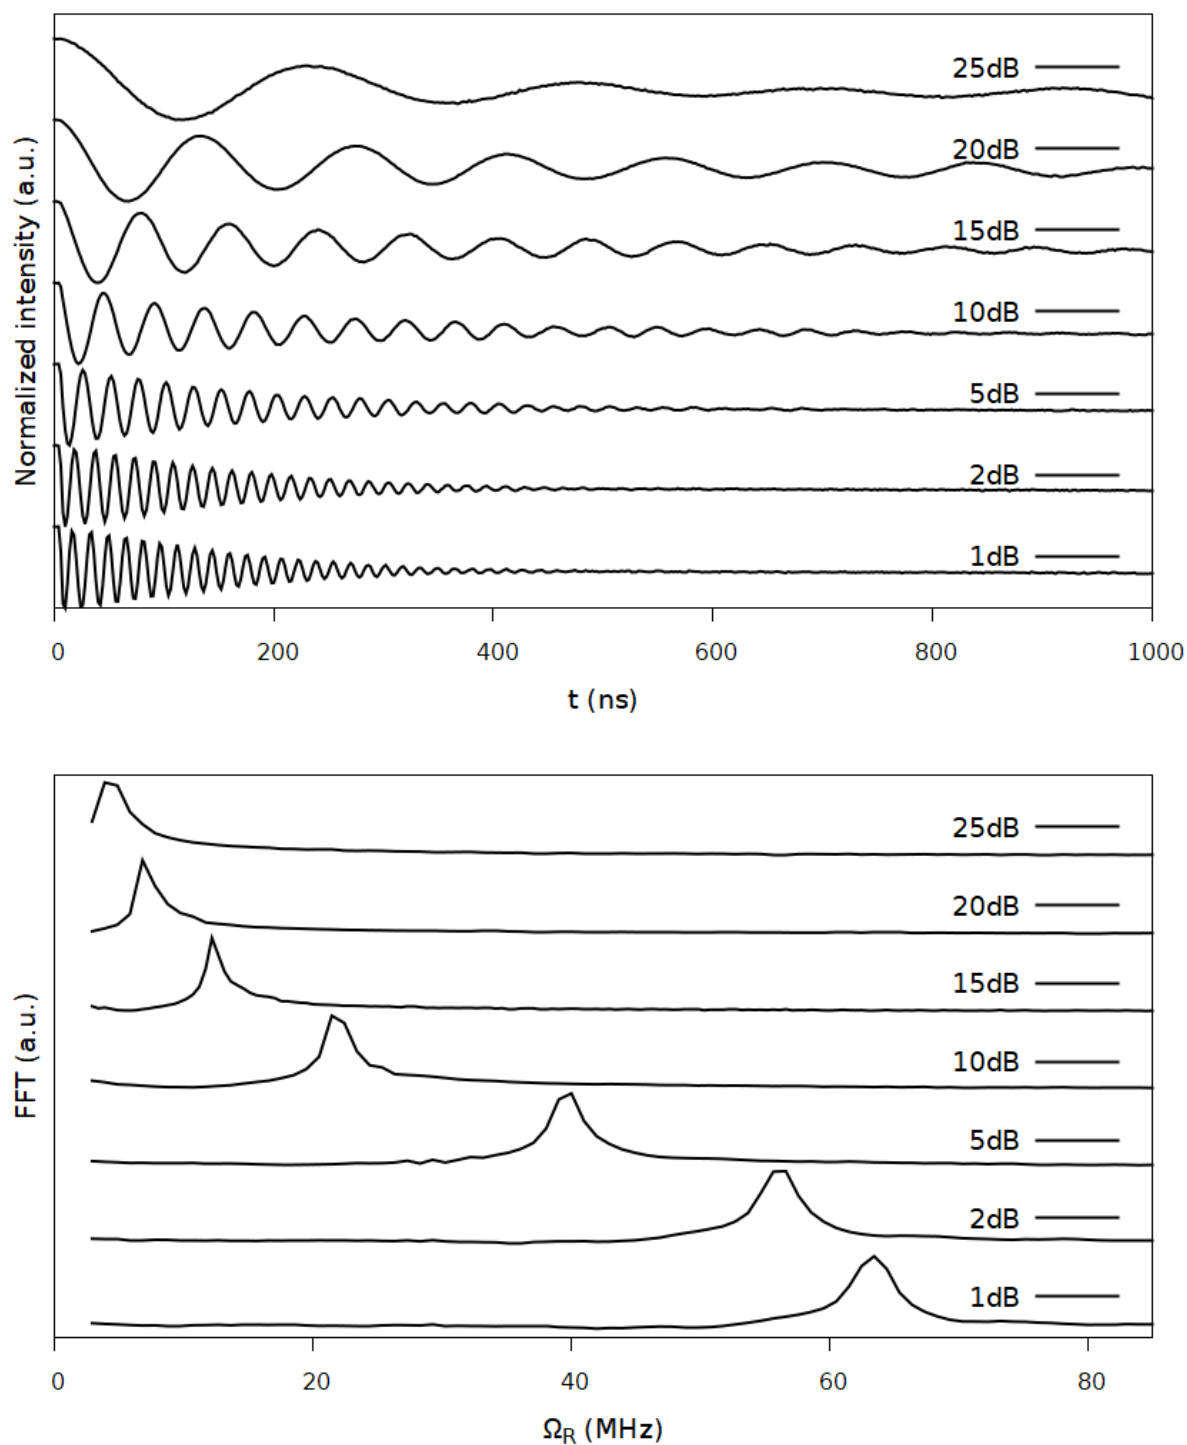 Normalized intensity (a.u.)
25dB
20dB
15dB
10dB
5dB
2dB
1dB
0 200 400 600 800 1000
t (ns)
FFT (a.u.)
25dB
20dB
15dB
10dB
5dB
2dB
1dB
0 20 40 60 80
Ω_R (MHz)